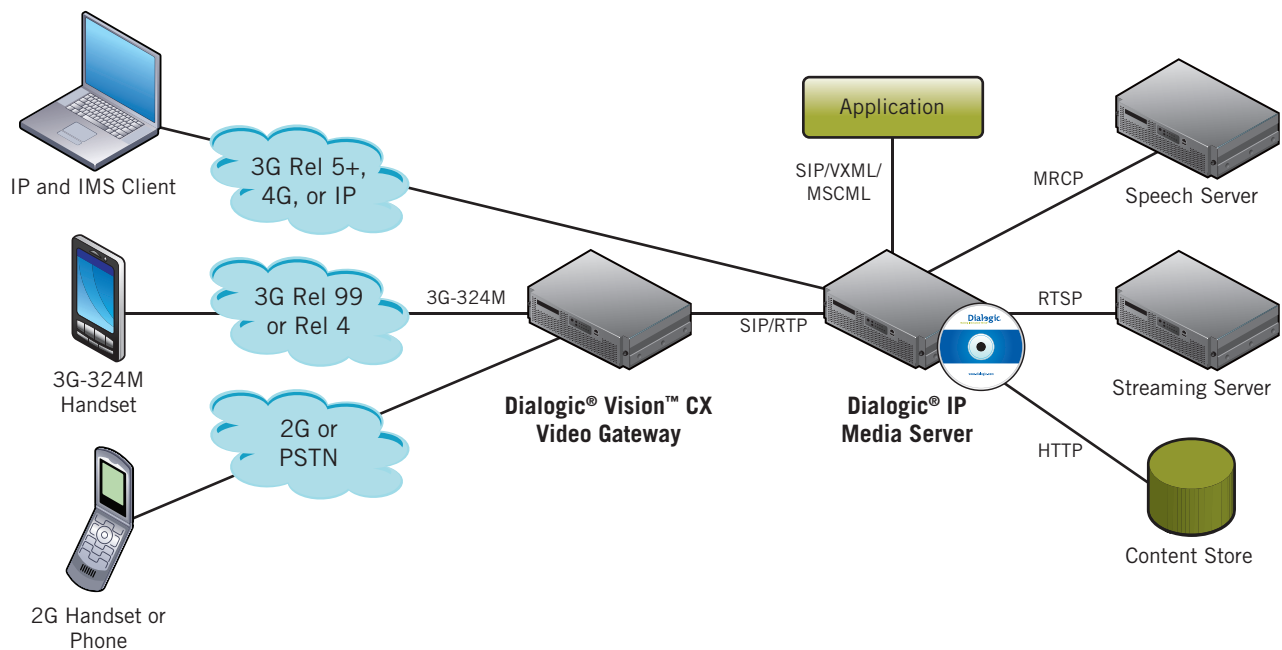 IP and IMS Client
3G Rel 5+,
4G, or IP
Application
SIP/VXML/
MSCML
MRCP
Speech Server
3G-324M
Handset
3G Rel 99
or Rel 4
3G-324M
Dialogic® Vision™ CX
Video Gateway
SIP/RTP
Dialogic
Dialogic® IP
Media Server
RTSP
Streaming Server
2G or
PSTN
HTTP
Content Store
2G Handset or
Phone